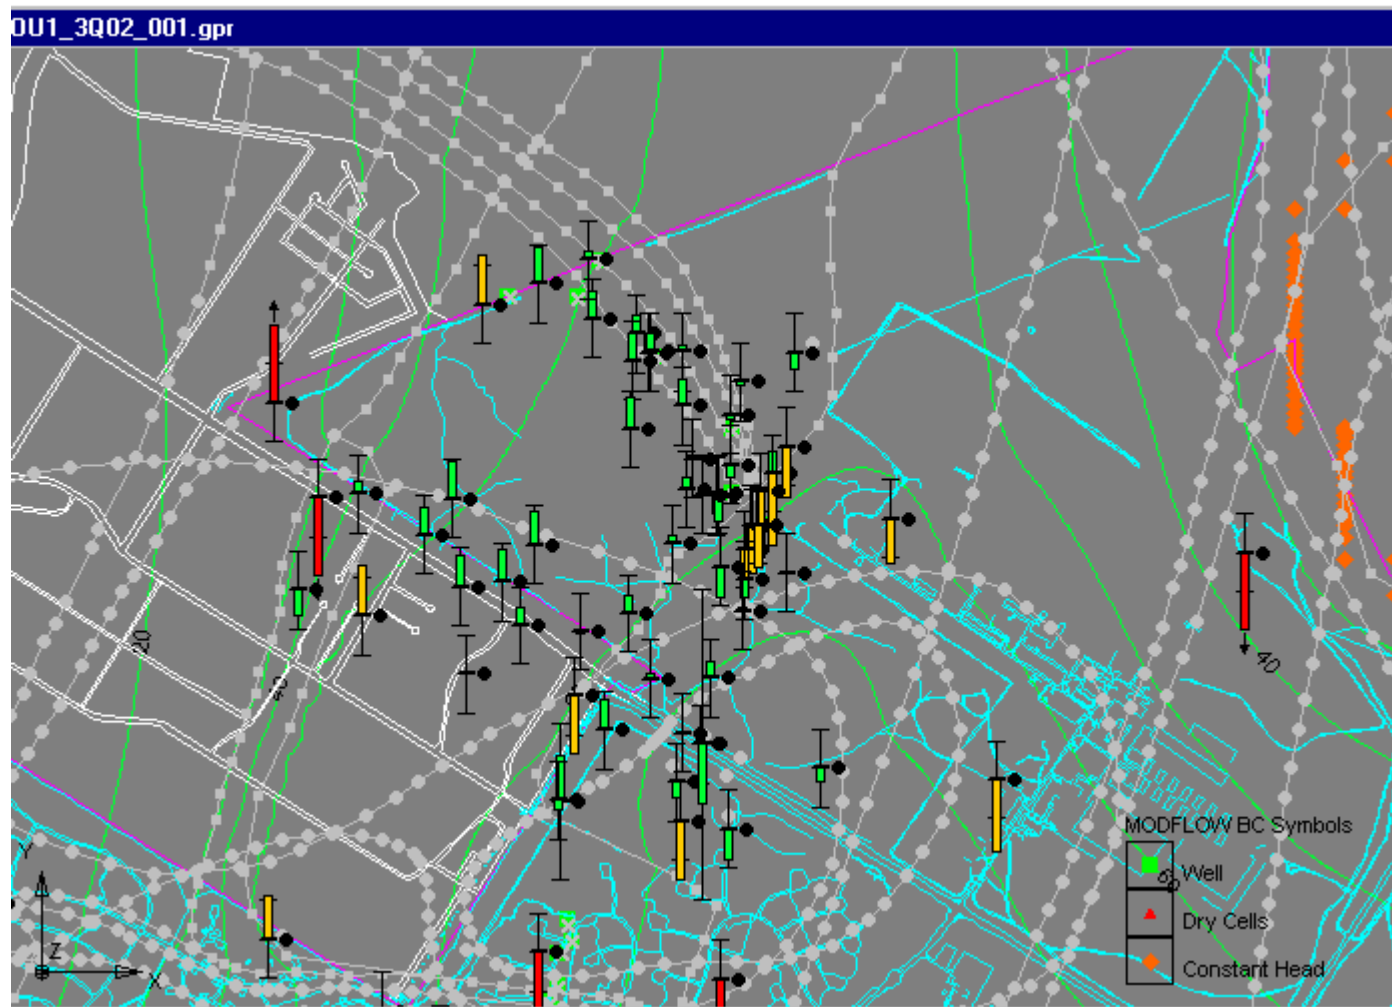 OU1_3Q02_001.gpr
20
40
40
MODFLOW BC Symbols
Well
Dry Cells
Constant Head
Y
Z
X